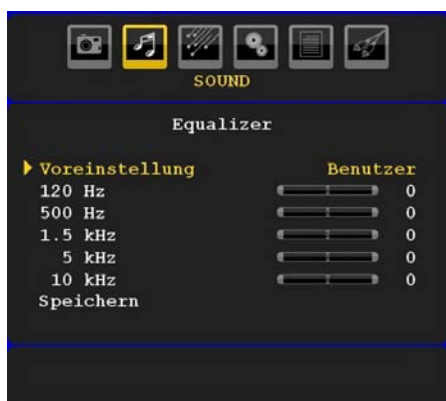 SOUND
Equalizer
Voreinstellung Benutzer
120 Hz 0
500 Hz 0
1.5 kHz 0
5 kHz 0
10 kHz 0
Speichern